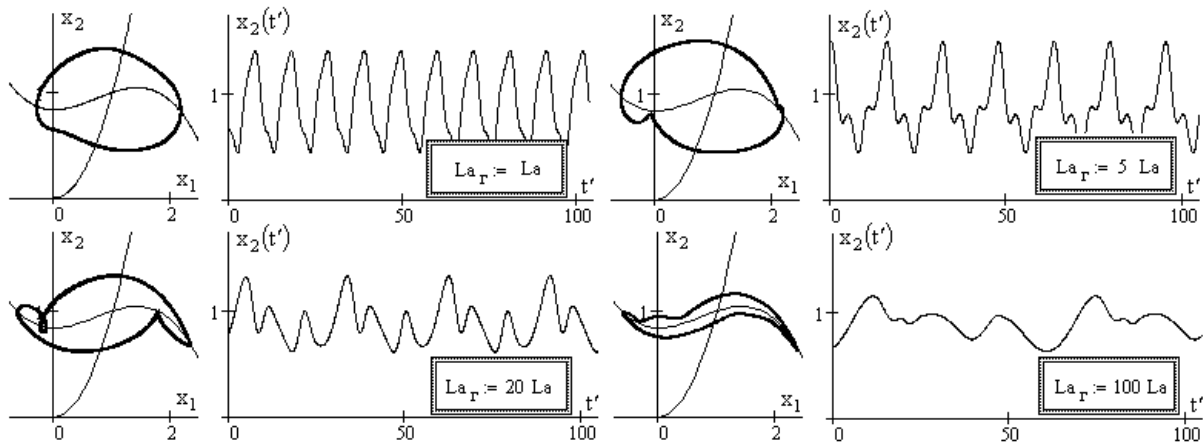 x₂
x₂(t′)
1
1
Laᵣ := La
x₁
t′
0
2
0
50
100
x₂
x₂(t′)
1
1
Laᵣ := 5 La
x₁
t′
0
2
0
50
100
x₂
x₂(t′)
1
1
Laᵣ := 20 La
x₁
t′
0
2
0
50
100
x₂
x₂(t′)
1
1
Laᵣ := 100 La
x₁
t′
0
2
0
50
100